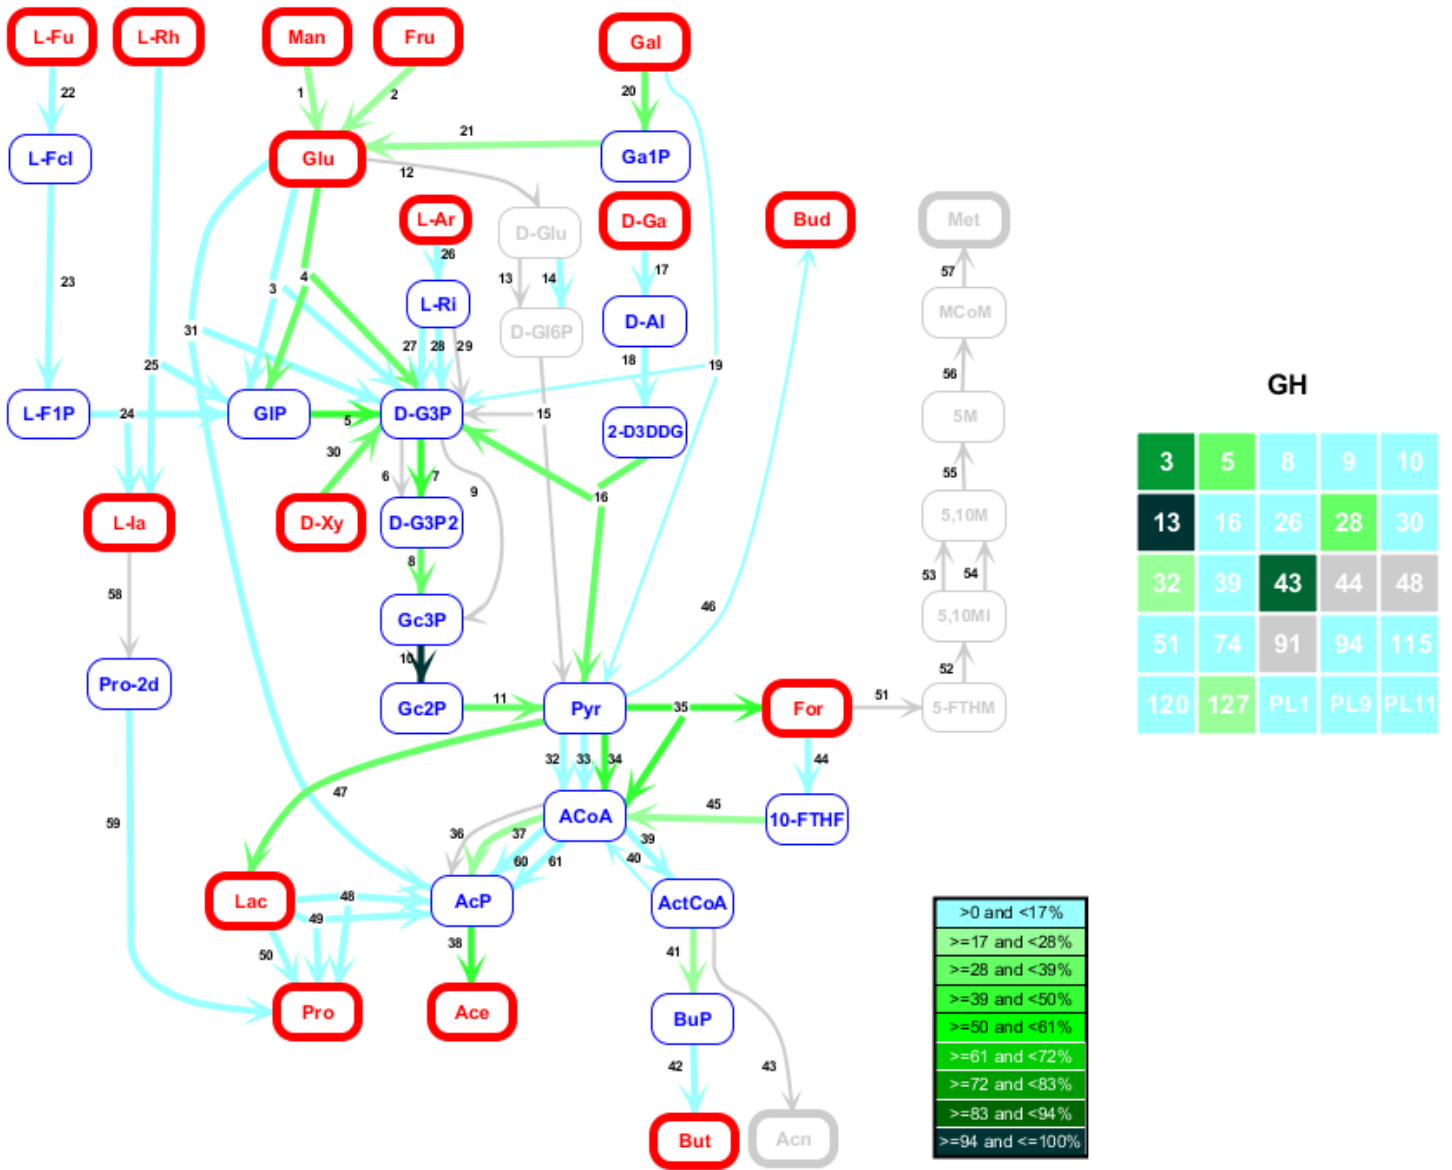 L-Fu
L-Rh
Man
Fru
Gal
22
1
2
20
21
L-Fcl
Glu
12
Ga1P
L-Ar
D-Glu
D-Ga
Bud
Met
26
13
14
17
57
23
3
4
L-Ri
D-Gl6P
D-Al
MCoM
31
27
28
29
18
25
19
56
GH
L-F1P
24
GlP
5
D-G3P
15
2-D3DDG
5M
30
6
7
9
16
55
3 5 8 9 10
L-la
D-Xy
D-G3P2
5,10M
13 16 26 28 30
8
53
54
58
Gc3P
46
5,10Ml
32 39 43 44 48
10
52
51 74 91 94 115
Pro-2d
Gc2P
11
Pyr
35
For
51
5-FTHM
120 127 PL1 PL9 PL11
32
33
34
44
47
59
ACoA
45
10-FTHF
36
37
39
60
61
40
Lac
48
AcP
ActCoA
49
50
38
41
Pro
Ace
BuP
42
43
But
Acn
>0 and <17%
>=17 and <28%
>=28 and <39%
>=39 and <50%
>=50 and <61%
>=61 and <72%
>=72 and <83%
>=83 and <94%
>=94 and <=100%